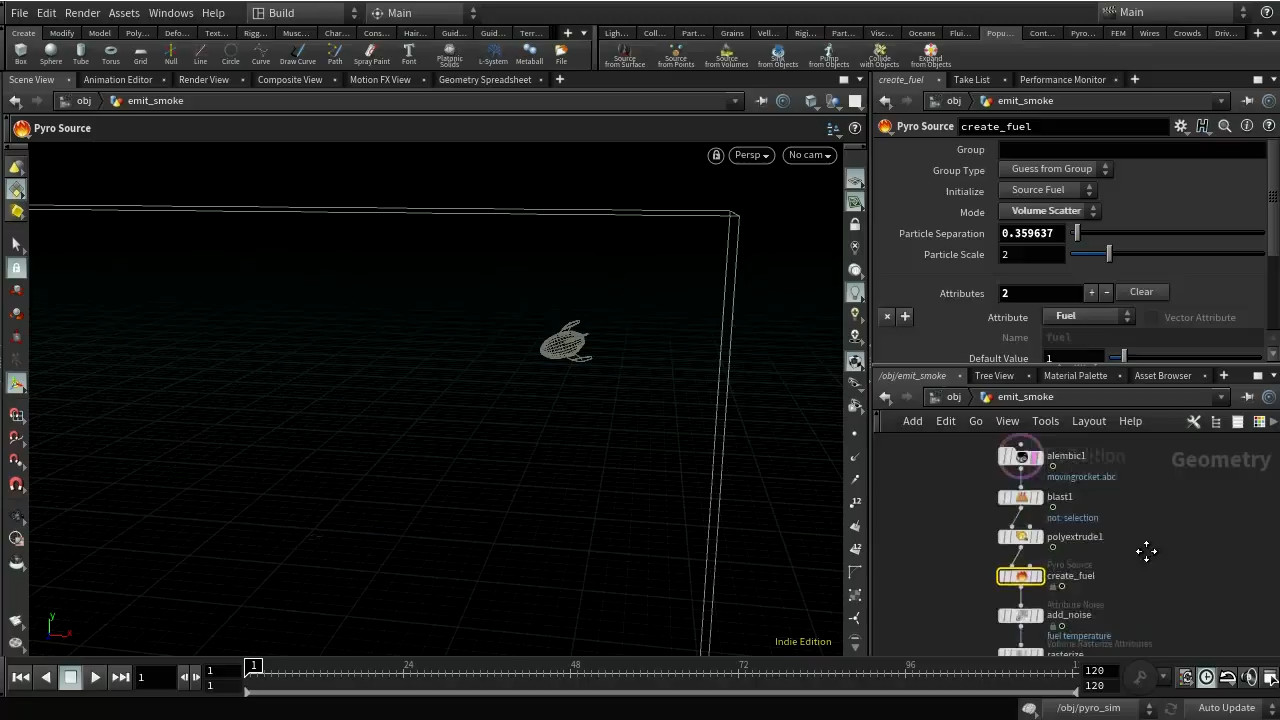 File Edit Render Assets Windows Help Build Main Main
Create Modify Model Poly... Defo... Text... Rigg... Musc... Char... Cons... Hair... Guid... Guid... Terr... Ligh... Coll... Part... Grains Vell... Rigi... Part... Visc... Oceans Flui... Popu... Cont... Pyro... FEM Wires Crowds Driv...
Box Sphere Tube Torus Grid Null Line Circle Curve Draw Curve Path Spray Paint Font Platonic Solids L-System Metaball File Source from Surface Source from Points Source from Volumes Sink from Objects Pump from Objects Collide with Objects Expand from Objects
Scene View Animation Editor Render View Composite View Motion FX View Geometry Spreadsheet
obj emit_smoke
Pyro Source
Persp No cam
Indie Edition
create_fuel Take List Performance Monitor
obj emit_smoke
Pyro Source create_fuel
Group
Group Type Guess from Group
Initialize Source Fuel
Mode Volume Scatter
Particle Separation 0.359637
Particle Scale 2
Attributes 2 + - Clear
Attribute Fuel Vector Attribute
Name fuel
Default Value 1
/obj/emit_smoke Tree View Material Palette Asset Browser
obj emit_smoke
Add Edit Go View Tools Layout Help
Geometry
alembic1
movingrocket.abc
blast1
not: selection
polyextrude1
Pyro Source
create_fuel
Attribute Noise
add_noise
fuel temperature
Volume Rasterize Attributes
rasterize
x
y
12
12
1 1 1 24 48 72 96 1 120
1 120
/obj/pyro_sim Auto Update